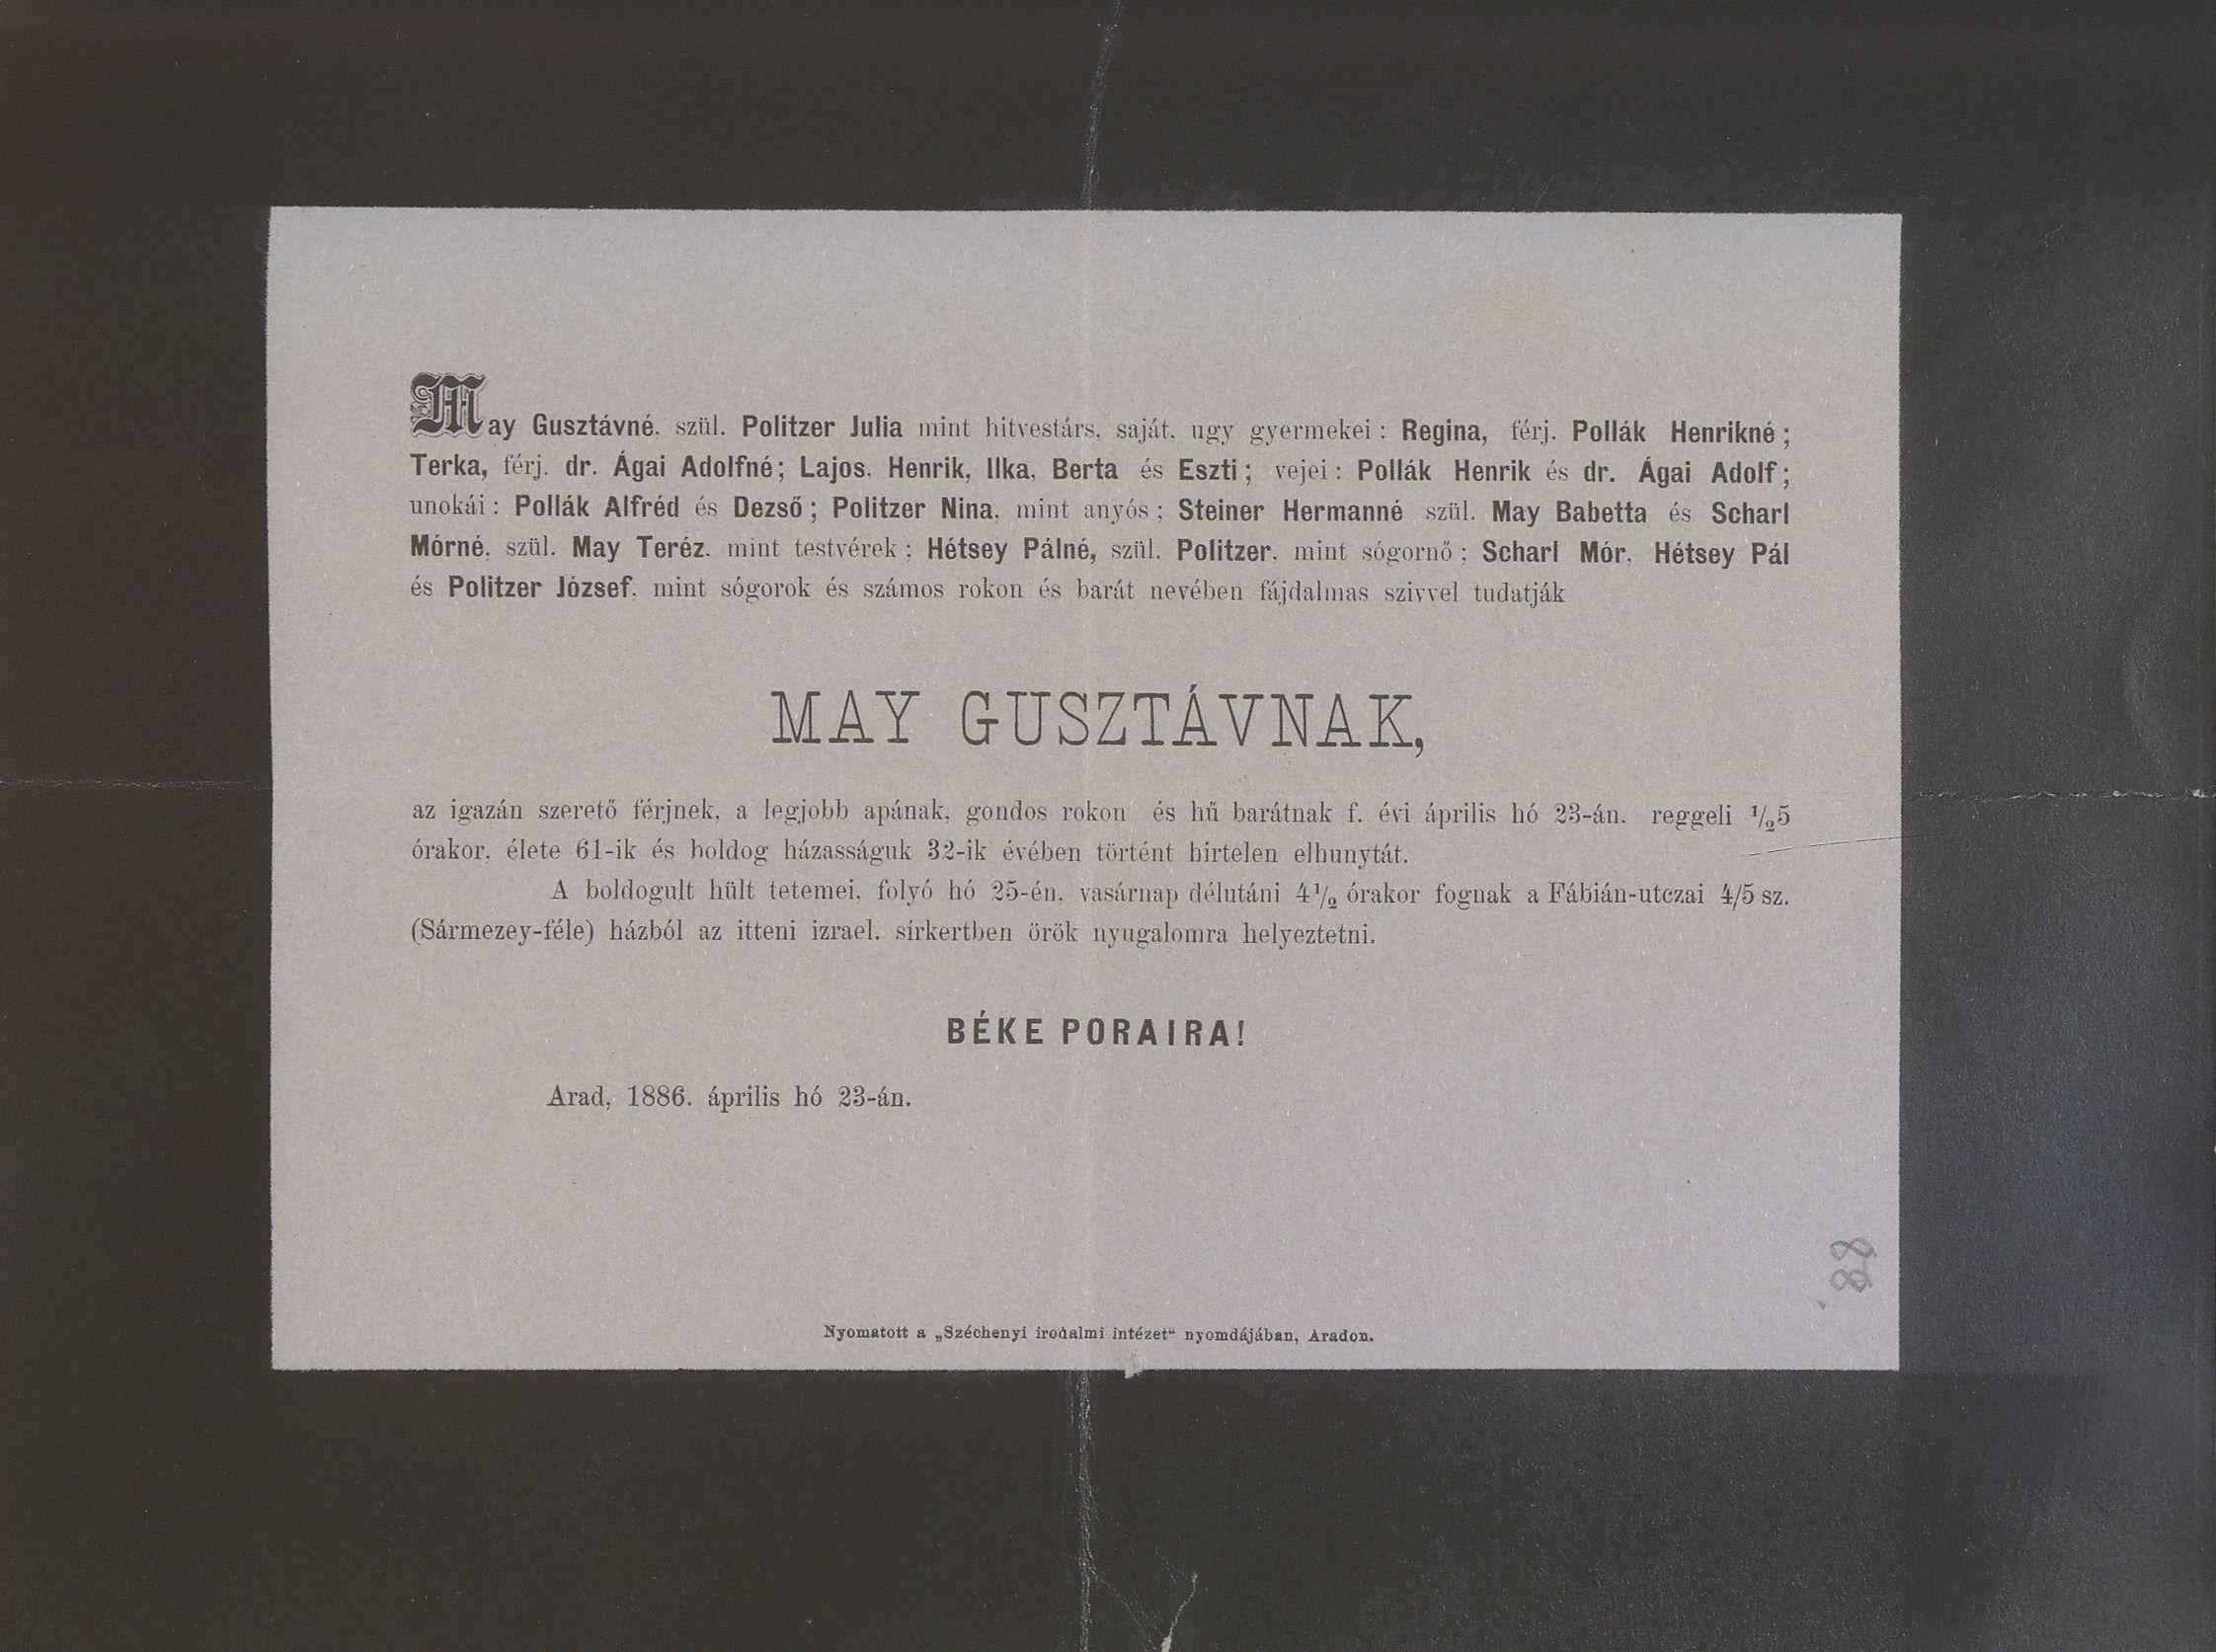 May Gusztávné, szül. Politzer Julia mint hitvestárs, saját, ugy gyermekei: Regina, férj. Pollák Henrikné;
Terka, férj. dr. Ágai Adolfné; Lajos, Henrik, Ilka, Berta és Eszti; vejei: Pollák Henrik és dr. Ágai Adolf;
unokái: Pollák Alfréd és Dezső; Politzer Nina, mint anyós; Steiner Hermanné szül. May Babetta és Scharl
Mórné, szül. May Teréz, mint testvérek; Hétsey Pálné, szül. Politzer, mint sógornő; Scharl Mór, Hétsey Pál
és Politzer József, mint sógorok és számos rokon és barát nevében fájdalmas szivvel tudatják
MAY GUSZTÁVNAK,
az igazán szerető férjnek, a legjobb apának, gondos rokon és hű barátnak f. évi április hó 23-án, reggeli 1/25
órakor, élete 61-ik és boldog házasságuk 32-ik évében történt hirtelen elhunytát.
A boldogult hült tetemei, folyó hó 25-én, vasárnap délutáni 4 1/2 órakor fognak a Fábián-utczai 4/5 sz.
(Sármezey-féle) házból az itteni izrael. sírkertben örök nyugalomra helyeztetni.
BÉKE PORAIRA!
Arad, 1886. április hó 23-án.
88
Nyomatott a „Széchenyi irodalmi intézet“ nyomdájában, Aradon.